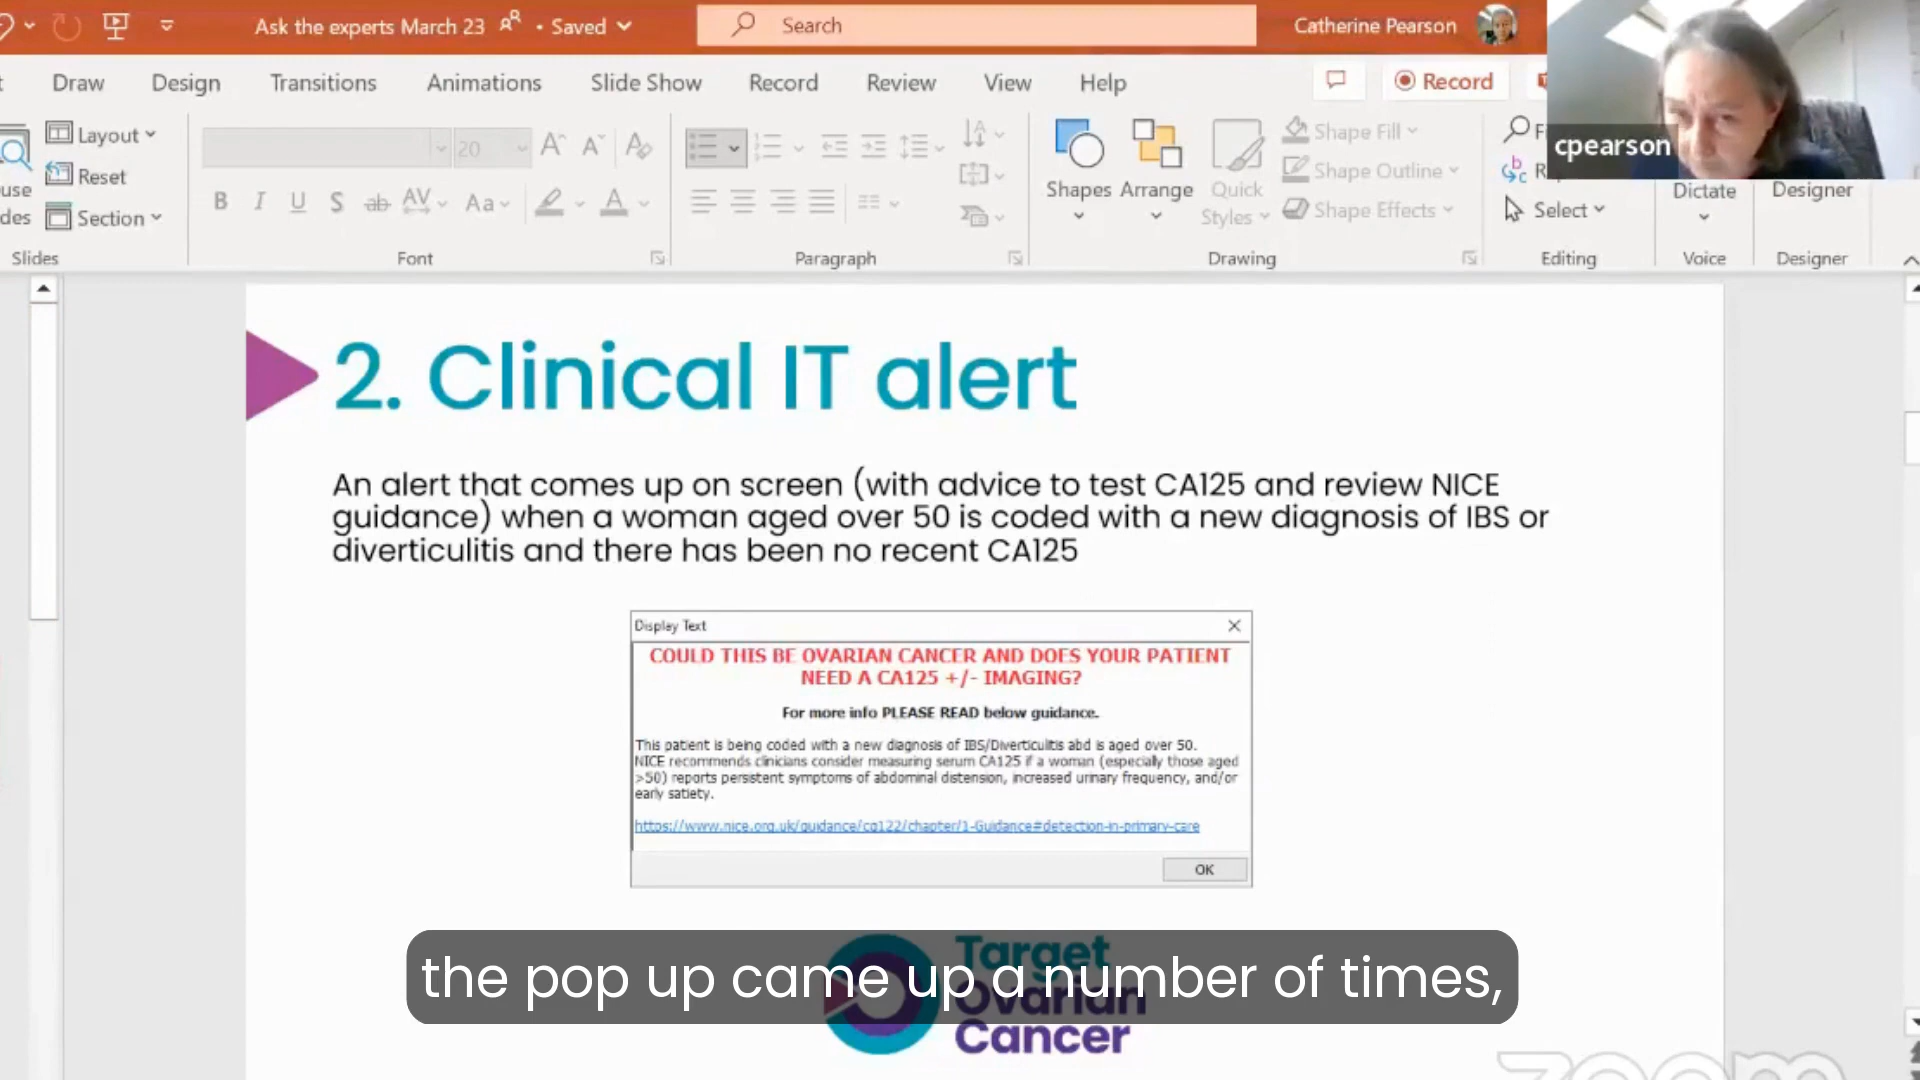 Ask the experts March 23 • Saved
Search
Catherine Pearson
Draw Design Transitions Animations Slide Show Record Review View Help
Record
Layout
Reset
Section
Slides
20
B I U S ab AV Aa A
Font
Paragraph
Shapes Arrange Quick
Styles
Shape Fill
Shape Outline
Shape Effects
Drawing
Select
Editing
Dictate
Voice
Designer
Designer
cpearson
2. Clinical IT alert
An alert that comes up on screen (with advice to test CA125 and review NICE
guidance) when a woman aged over 50 is coded with a new diagnosis of IBS or
diverticulitis and there has been no recent CA125
Display Text
COULD THIS BE OVARIAN CANCER AND DOES YOUR PATIENT
NEED A CA125 +/- IMAGING?
For more info PLEASE READ below guidance.
This patient is being coded with a new diagnosis of IBS/Diverticulitis abd is aged over 50.
NICE recommends clinicians consider measuring serum CA125 if a woman (especially those aged
>50) reports persistent symptoms of abdominal distension, increased urinary frequency, and/or
early satiety.
https://www.nice.org.uk/guidance/cg122/chapter/1-Guidance#detection-in-primary-care
OK
the pop up came up a number of times,
Target
Ovarian
Cancer
zoom